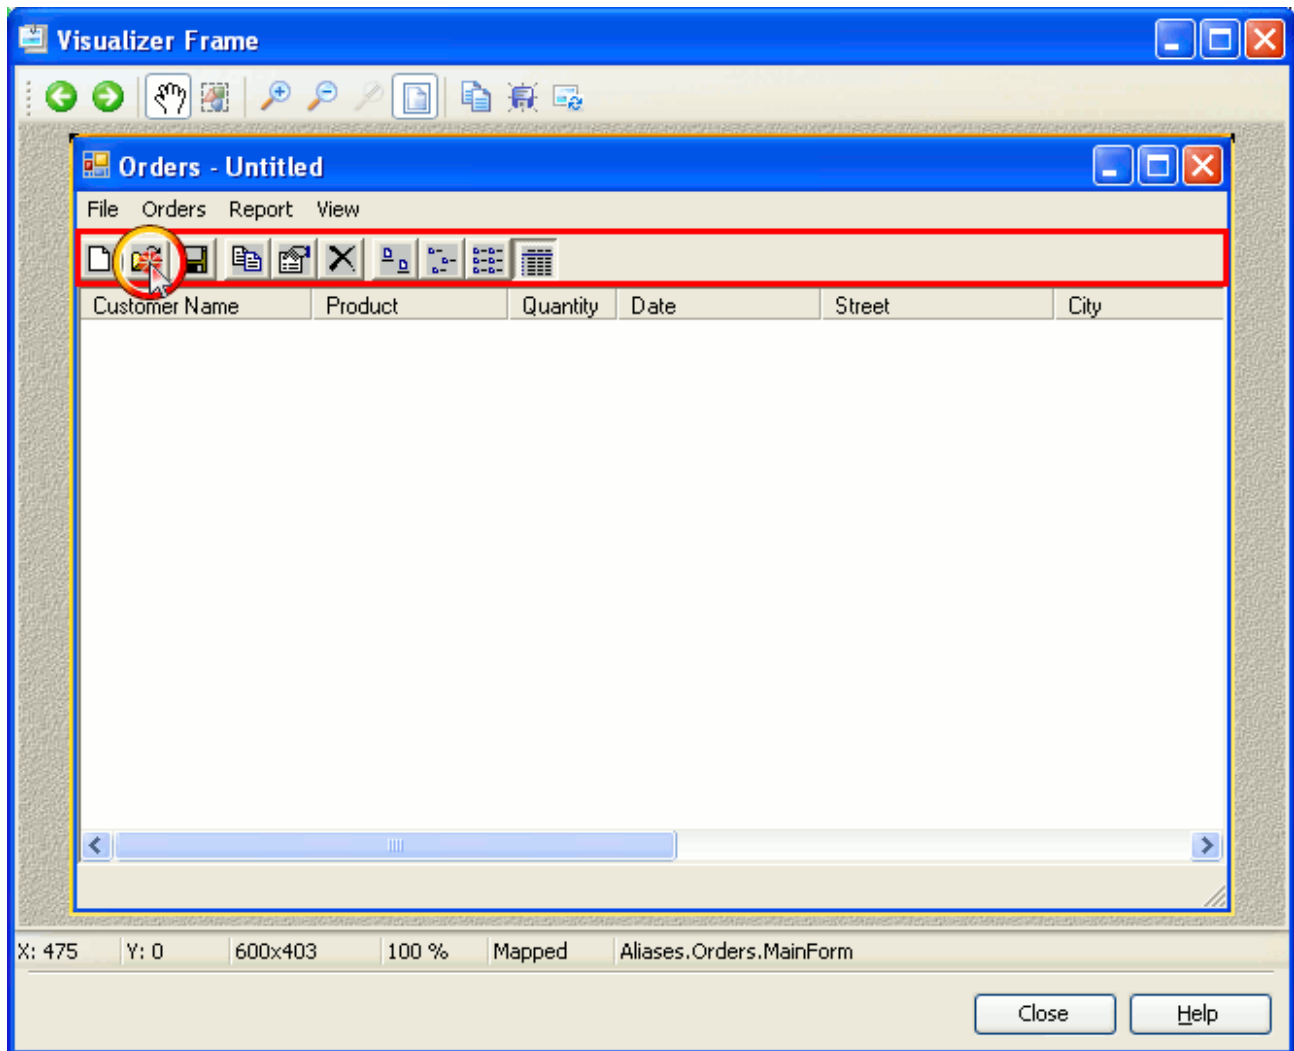 Visualizer Frame
Orders - Untitled
File Orders Report View
Customer Name Product Quantity Date Street City
X: 475 Y: 0 600x403 100 % Mapped Aliases.Orders.MainForm
Close Help